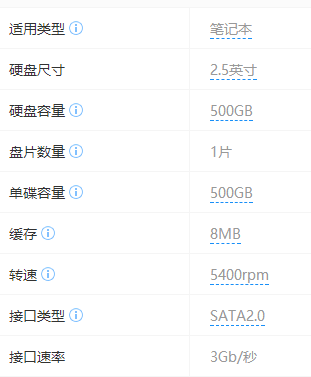 适用类型 笔记本
硬盘尺寸 2.5英寸
硬盘容量 500GB
盘片数量 1片
单碟容量 500GB
缓存 8MB
转速 5400rpm
接口类型 SATA2.0
接口速率 3Gb/秒